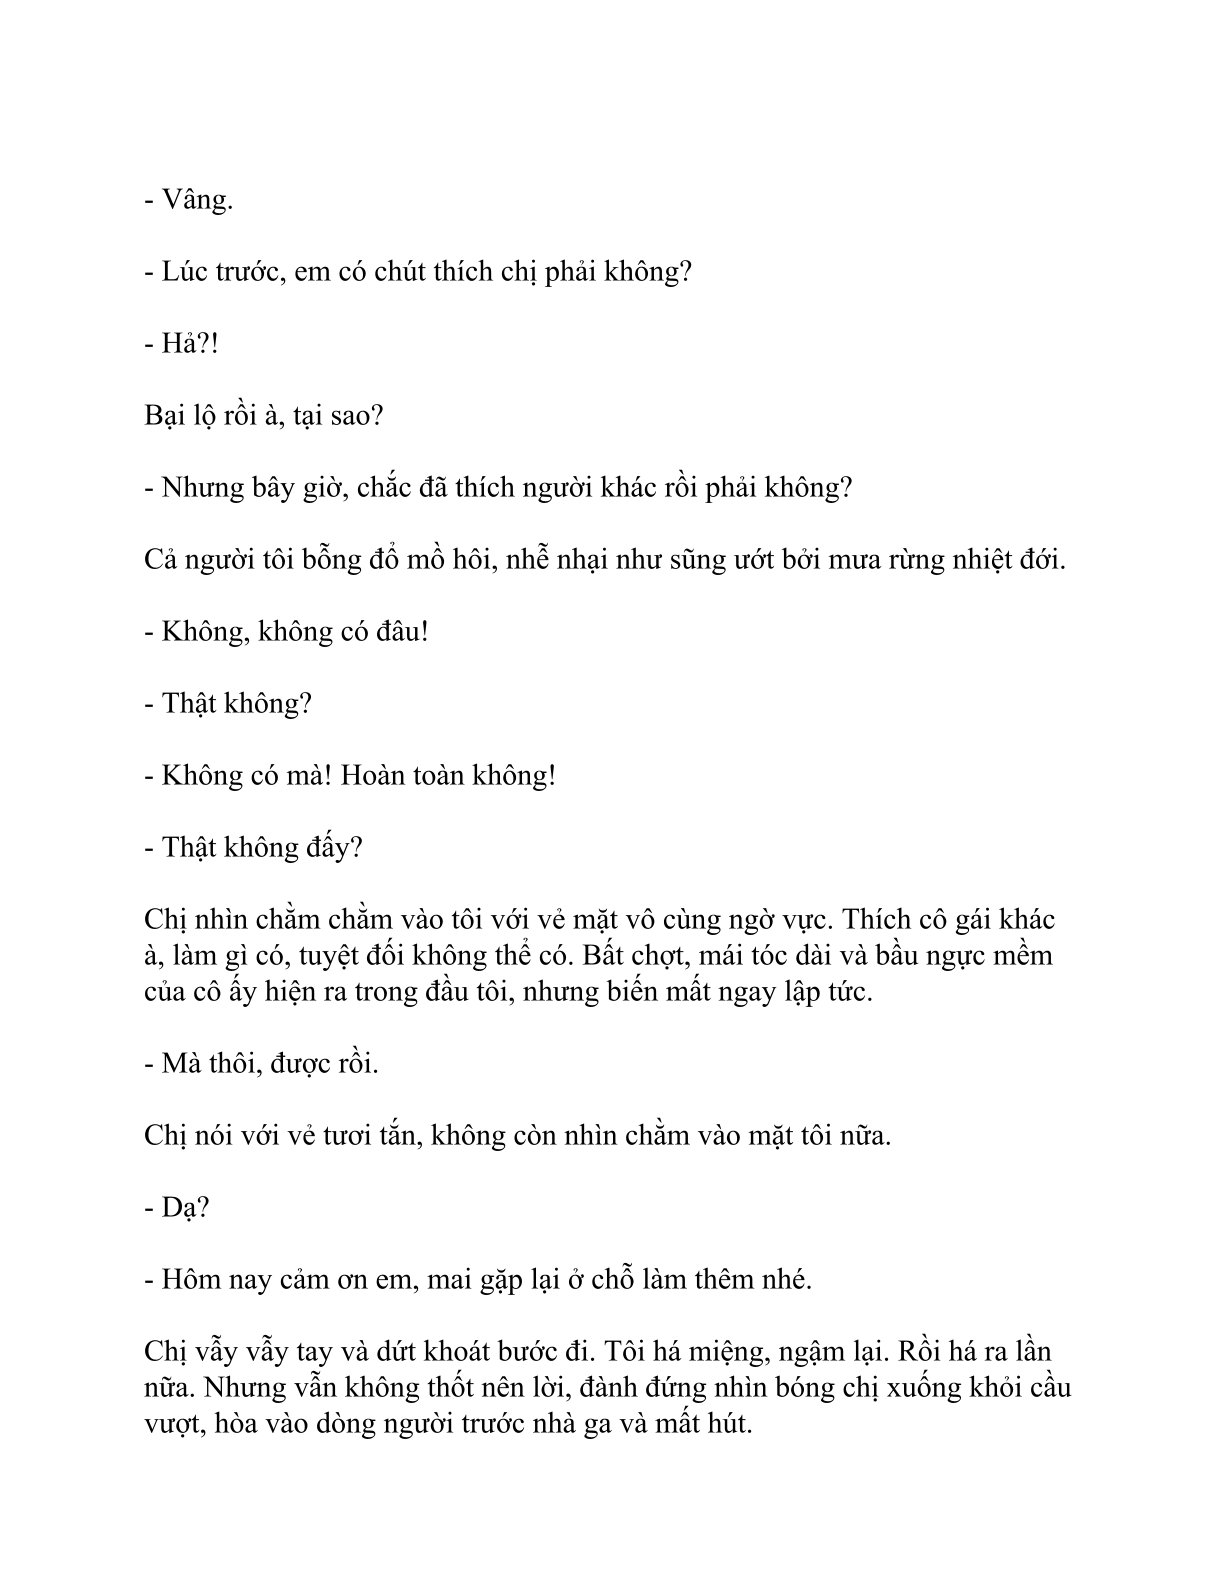 - Vâng.
- Lúc trước, em có chút thích chị phải không?
- Hả?!
Bại lộ rồi à, tại sao?
- Nhưng bây giờ, chắc đã thích người khác rồi phải không?
Cả người tôi bỗng đổ mồ hôi, nhễ nhại như sũng ướt bởi mưa rừng nhiệt đới.
- Không, không có đâu!
- Thật không?
- Không có mà! Hoàn toàn không!
- Thật không đấy?
Chị nhìn chằm chằm vào tôi với vẻ mặt vô cùng ngờ vực. Thích cô gái khác
à, làm gì có, tuyệt đối không thể có. Bất chợt, mái tóc dài và bầu ngực mềm
của cô ấy hiện ra trong đầu tôi, nhưng biến mất ngay lập tức.
- Mà thôi, được rồi.
Chị nói với vẻ tươi tắn, không còn nhìn chằm vào mặt tôi nữa.
- Dạ?
- Hôm nay cảm ơn em, mai gặp lại ở chỗ làm thêm nhé.
Chị vẫy vẫy tay và dứt khoát bước đi. Tôi há miệng, ngậm lại. Rồi há ra lần
nữa. Nhưng vẫn không thốt nên lời, đành đứng nhìn bóng chị xuống khỏi cầu
vượt, hòa vào dòng người trước nhà ga và mất hút.